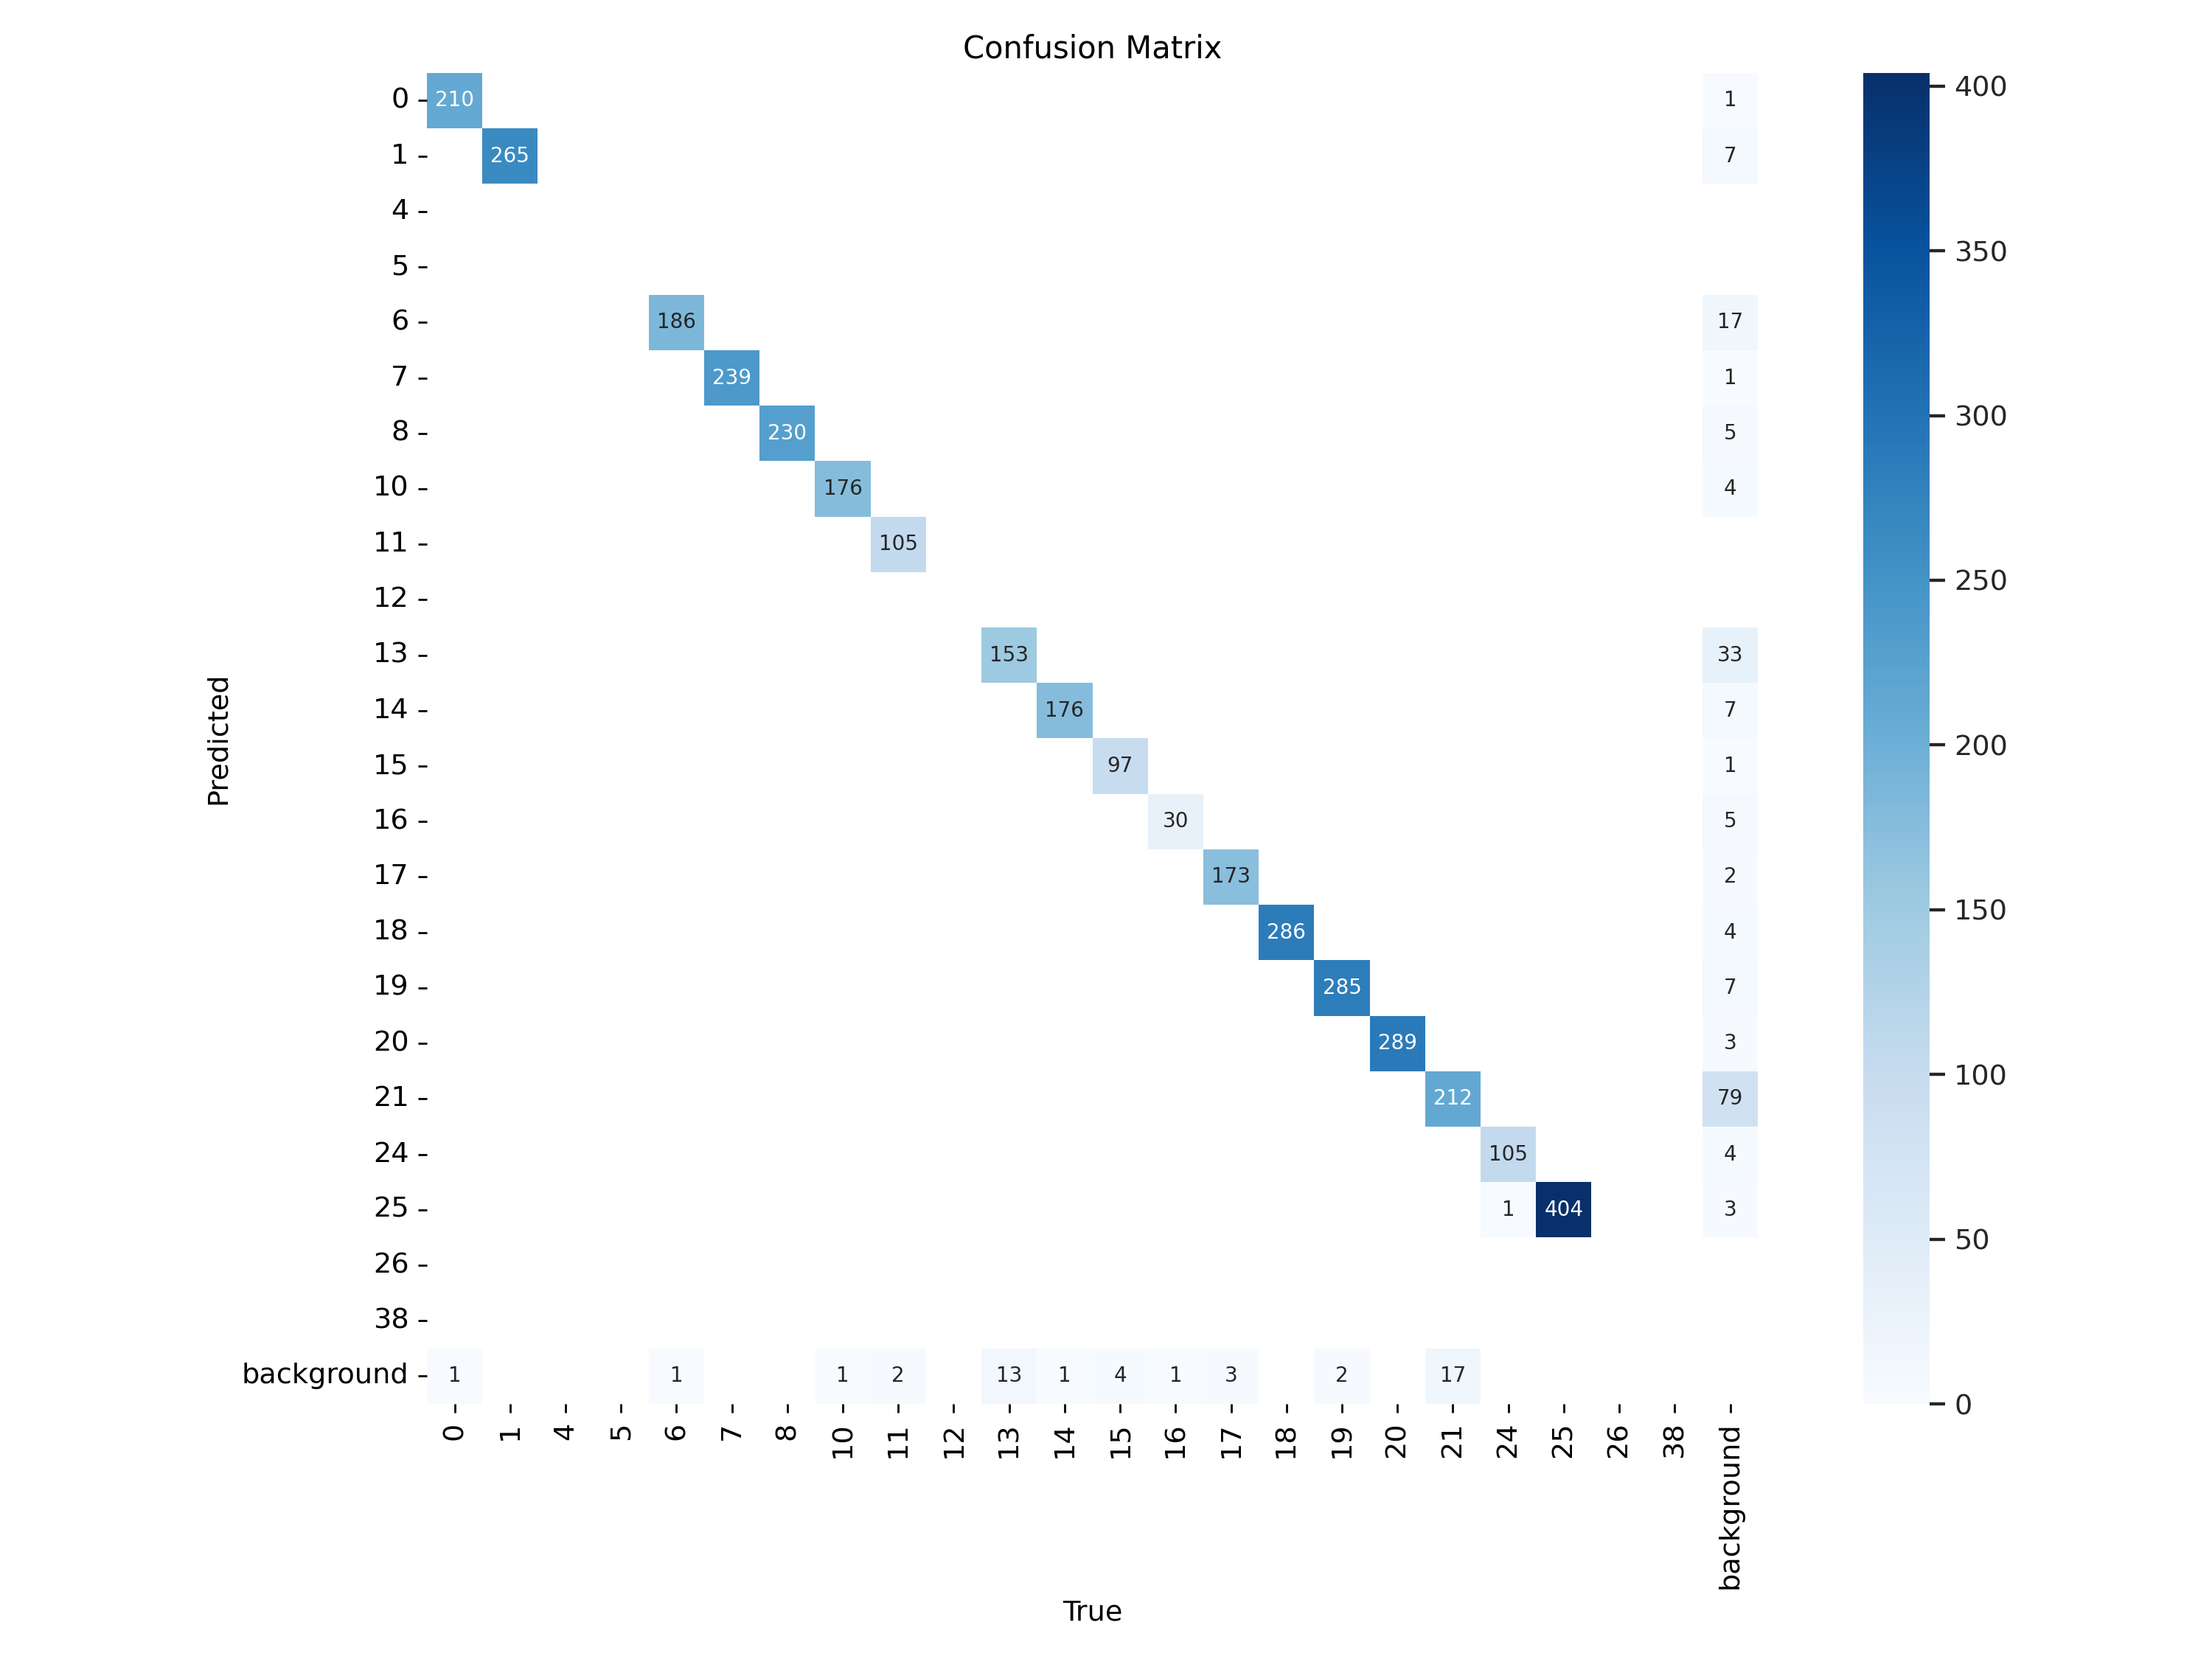 Confusion Matrix
0 210 1
1 265 7
4
5
6 186 17
7 239 1
8 230 5
10 176 4
11 105
12
13 153 33
14 176 7
15 97 1
16 30 5
17 173 2
18 286 4
19 285 7
20 289 3
21 212 79
24 105 4
25 1 404 3
26
38
background 1 1 1 2 13 1 4 1 3 2 17
0 1 4 5 6 7 8 10 11 12 13 14 15 16 17 18 19 20 21 24 25 26 38 background
Predicted
True
400
350
300
250
200
150
100
50
0